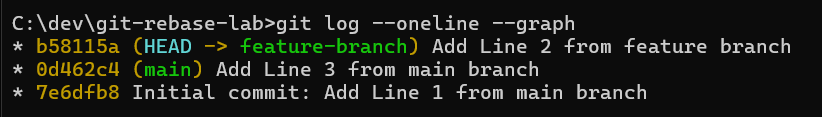 C:\dev\git-rebase-lab>git log --oneline --graph
* b58115a (HEAD -> feature-branch) Add Line 2 from feature branch
* 0d462c4 (main) Add Line 3 from main branch
* 7e6dfb8 Initial commit: Add Line 1 from main branch